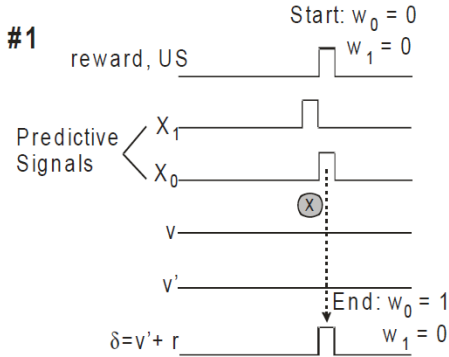 #1
Start: w0 = 0
w1 = 0
reward, US
X1
Predictive
Signals
X0
X
v
v'
End: w0 = 1
w1 = 0
δ=v'+ r